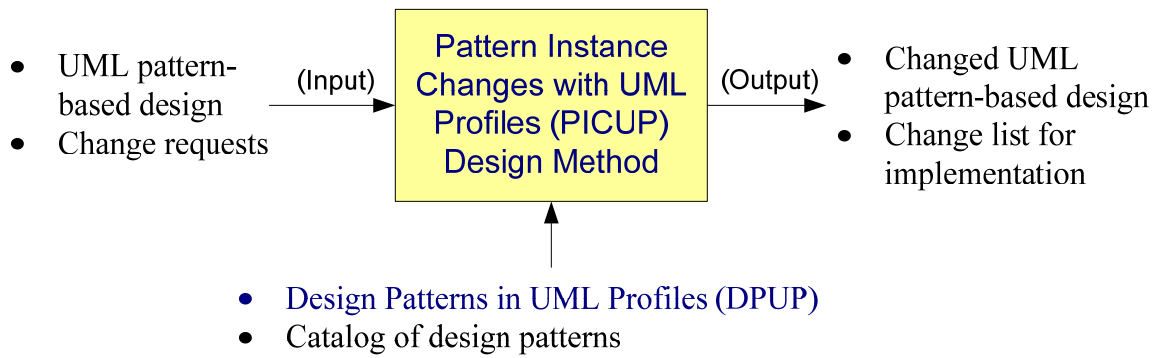 • UML pattern-
based design
• Change requests
(Input)
Pattern Instance
Changes with UML
Profiles (PICUP)
Design Method
(Output)
• Changed UML
pattern-based design
• Change list for
implementation
• Design Patterns in UML Profiles (DPUP)
• Catalog of design patterns